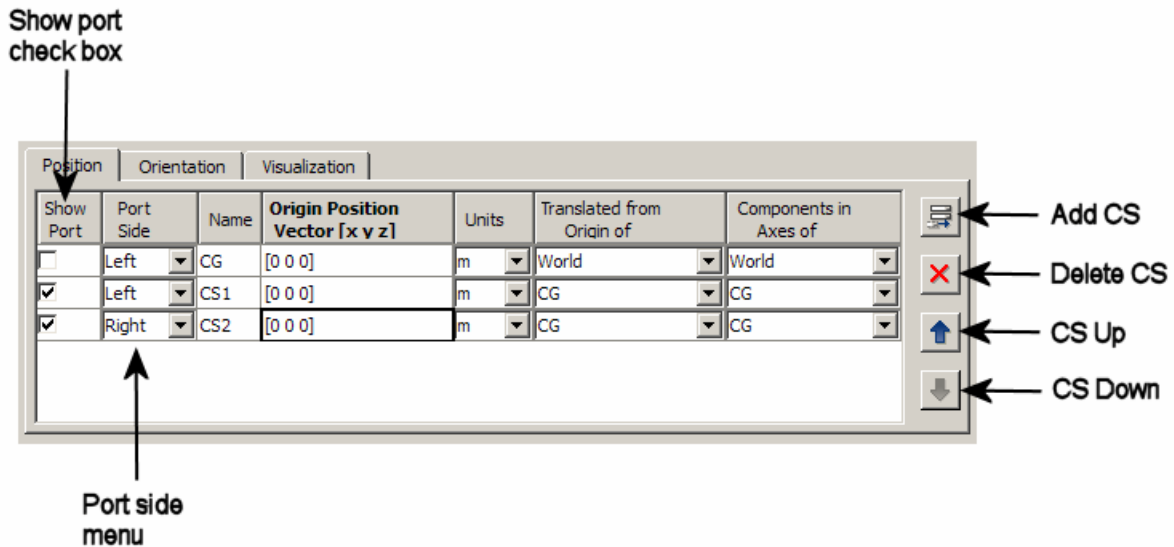 Show port
check box
Position Orientation Visualization
Show Port Name Origin Position Units Translated from Components in
Port Side Vector [x y z] Origin of Axes of
Left CG [0 0 0] m World World
Left CS1 [0 0 0] m CG CG
Right CS2 [0 0 0] m CG CG
Add CS
Delete CS
CS Up
CS Down
Port side
menu